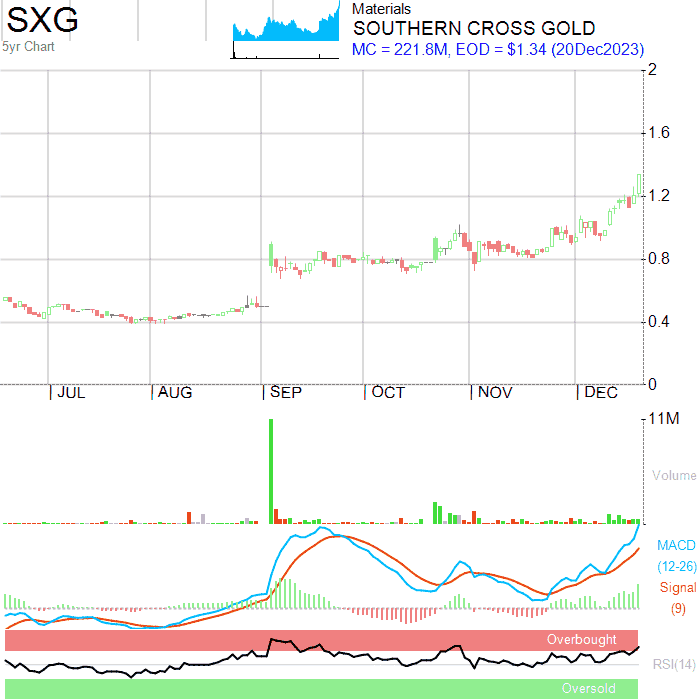 SXG
5yr Chart
Materials
SOUTHERN CROSS GOLD
MC = 221.8M, EOD = $1.34 (20Dec2023)
2
1.6
1.2
0.8
0.4
0
JUL AUG SEP OCT NOV DEC
11M
Volume
MACD
(12-26)
Signal
(9)
Overbought
RSI(14)
Oversold